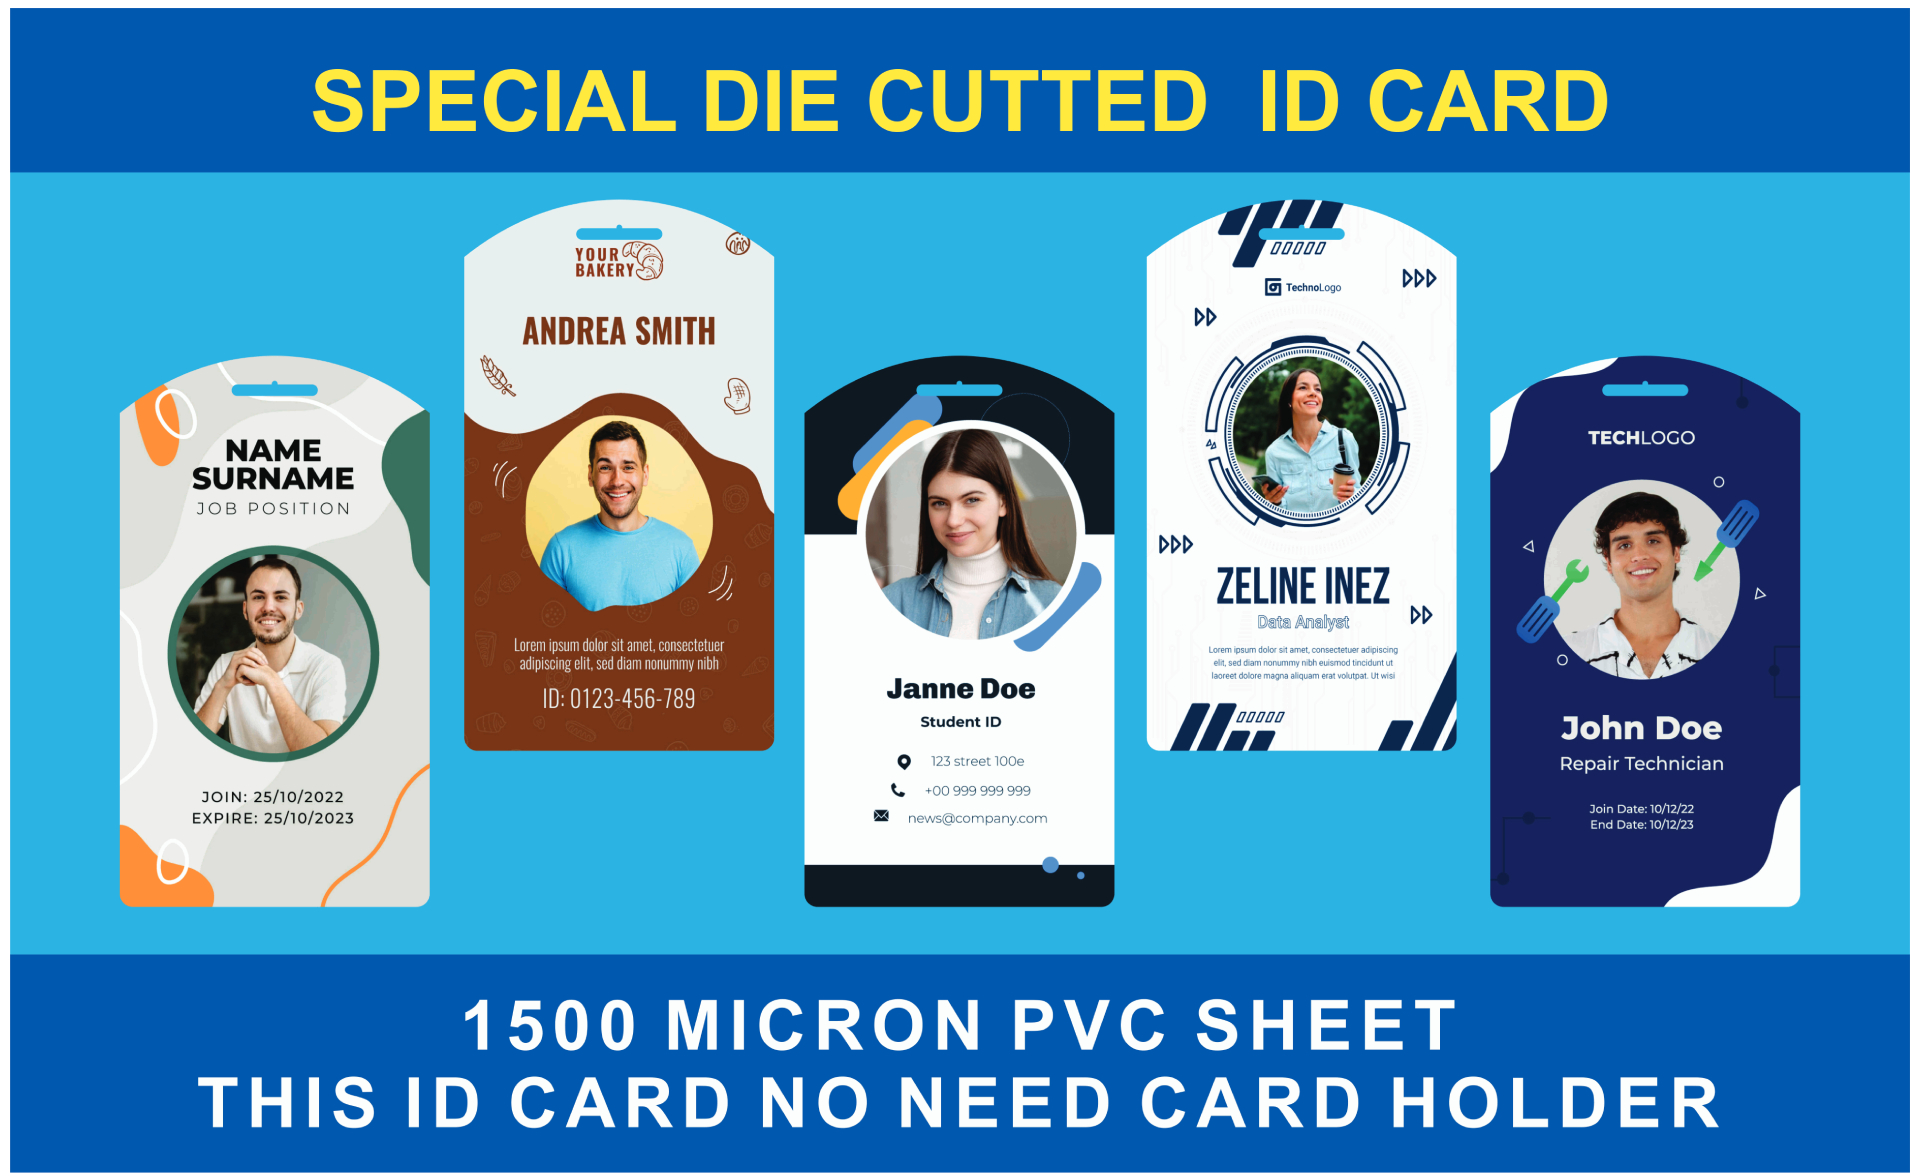 SPECIAL DIE CUTTED ID CARD
NAME
SURNAME
JOB POSITION
JOIN: 25/10/2022
EXPIRE: 25/10/2023
YOUR
BAKERY
ANDREA SMITH
Lorem ipsum dolor sit amet, consectetuer
adipiscing elit, sed diam nonummy nibh
ID: 0123-456-789
Janne Doe
Student ID
123 street 100e
+00 999 999 999
news@company.com
TechnoLogo
ZELINE INEZ
Data Analyst
Lorem ipsum dolor sit amet, consectetuer adipiscing
elit, sed diam nonummy nibh euismod tincidunt ut
laoreet dolore magna aliquam erat volutpat. Ut wisi
TECHLOGO
John Doe
Repair Technician
Join Date: 10/12/22
End Date: 10/12/23
1500 MICRON PVC SHEET
THIS ID CARD NO NEED CARD HOLDER